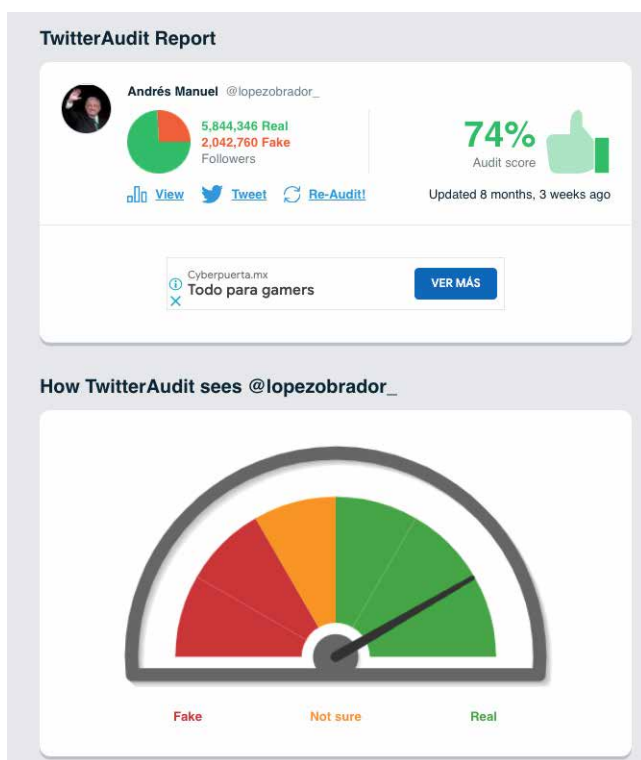 TwitterAudit Report
Andrés Manuel @lopezobrador_
5,844,346 Real
2,042,760 Fake
Followers
74%
Audit score
View Tweet Re-Audit!
Updated 8 months, 3 weeks ago
Cyberpuerta.mx
Todo para gamers
VER MÁS
How TwitterAudit sees @lopezobrador_
Fake Not sure Real